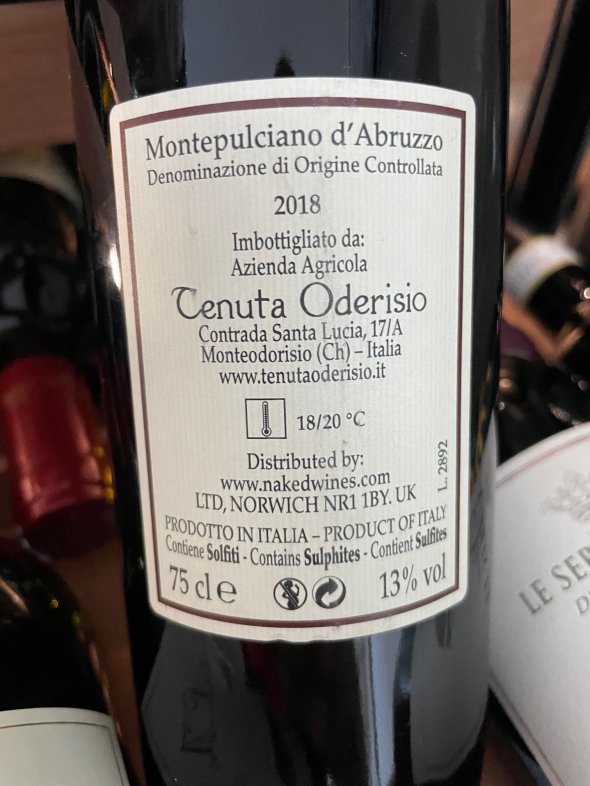 Montepulciano d'Abruzzo
Denominazione di Origine Controllata
2018
Imbottigliato da:
Azienda Agricola
Tenuta Oderisio
Contrada Santa Lucia, 17/A
Monteodorisio (Ch) – Italia
www.tenutaoderisio.it
18/20 °C
Distributed by:
www.nakedwines.com
LTD, NORWICH NR1 1BY. UK
L. 2892
PRODOTTO IN ITALIA – PRODUCT OF ITALY
Contiene Solfiti - Contains Sulphites - Contient Sulfites
75 cl e
13% vol
LE SER